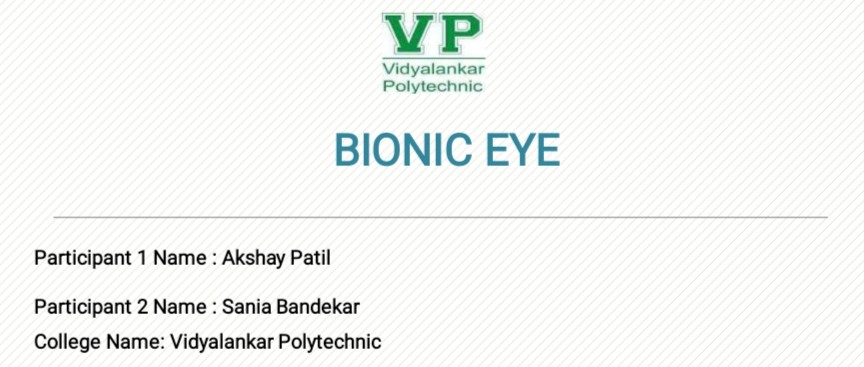 VP
Vidyalankar
Polytechnic
BIONIC EYE
Participant 1 Name : Akshay Patil
Participant 2 Name : Sania Bandekar
College Name: Vidyalankar Polytechnic